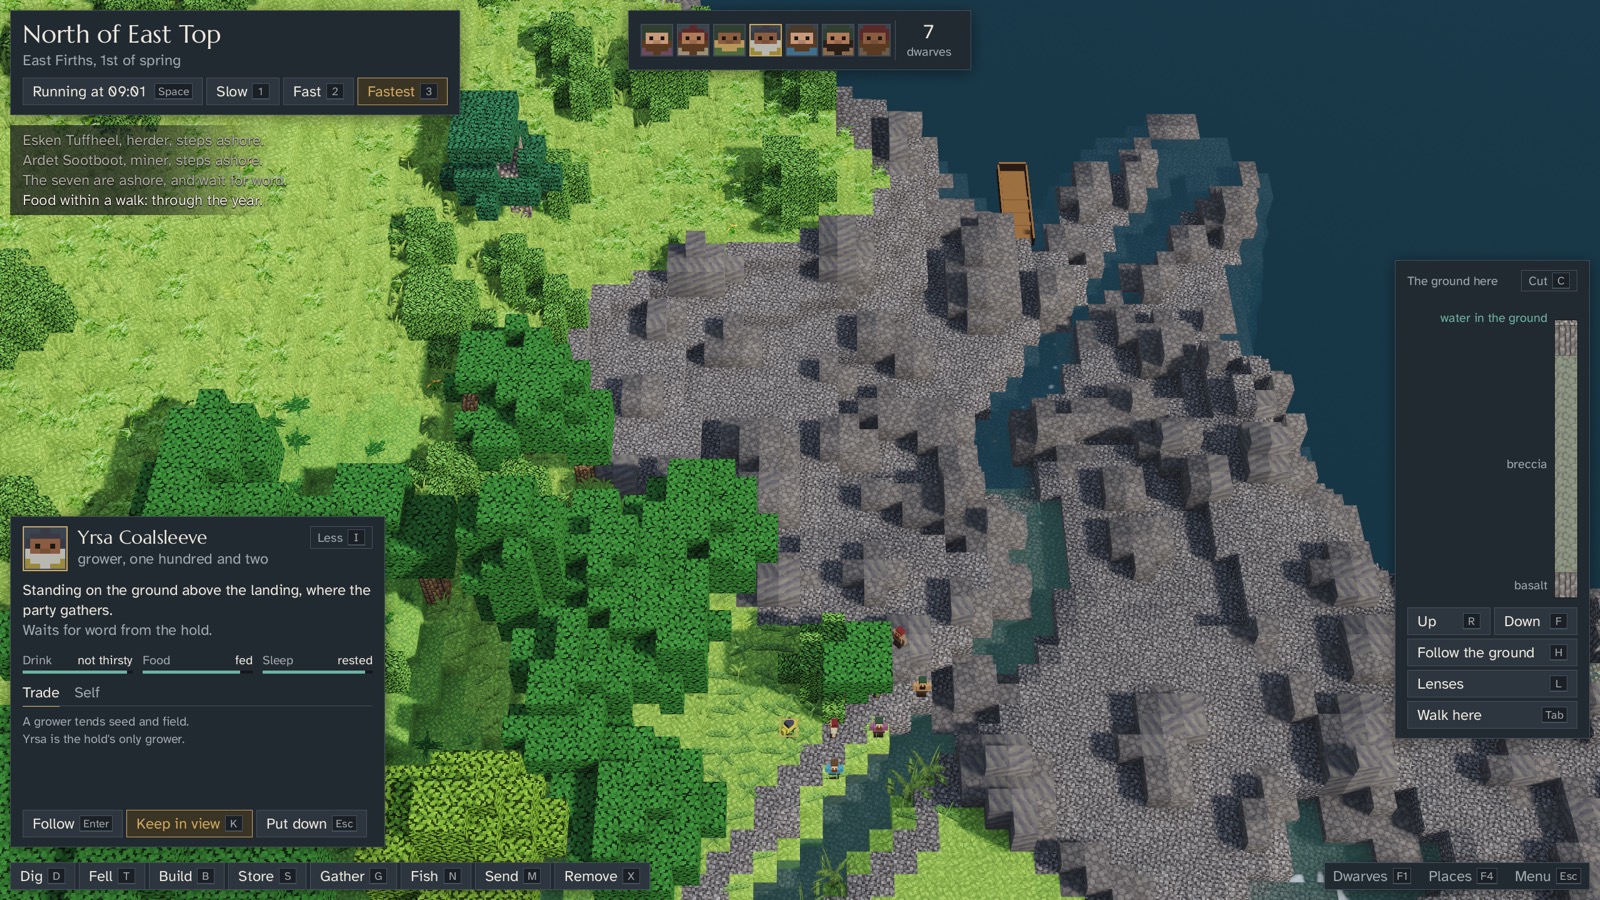 North of East Top
East Firths, 1st of spring
Running at 09:01 Space
Slow 1
Fast 2
Fastest 3
Esken Tuffheel, herder, steps ashore.
Ardet Sootboot, miner, steps ashore.
The seven are ashore, and wait for word.
Food within a walk: through the year.
7
dwarves
The ground here
Cut C
water in the ground
breccia
basalt
Up R
Down F
Follow the ground H
Lenses L
Walk here Tab
Yrsa Coalsleeve
grower, one hundred and two
Less I
Standing on the ground above the landing, where the
party gathers.
Waits for word from the hold.
Drink not thirsty
Food fed
Sleep rested
Trade
Self
A grower tends seed and field.
Yrsa is the hold's only grower.
Follow Enter
Keep in view K
Put down Esc
Dig D
Fell T
Build B
Store S
Gather G
Fish N
Send M
Remove X
Dwarves F1
Places F4
Menu Esc